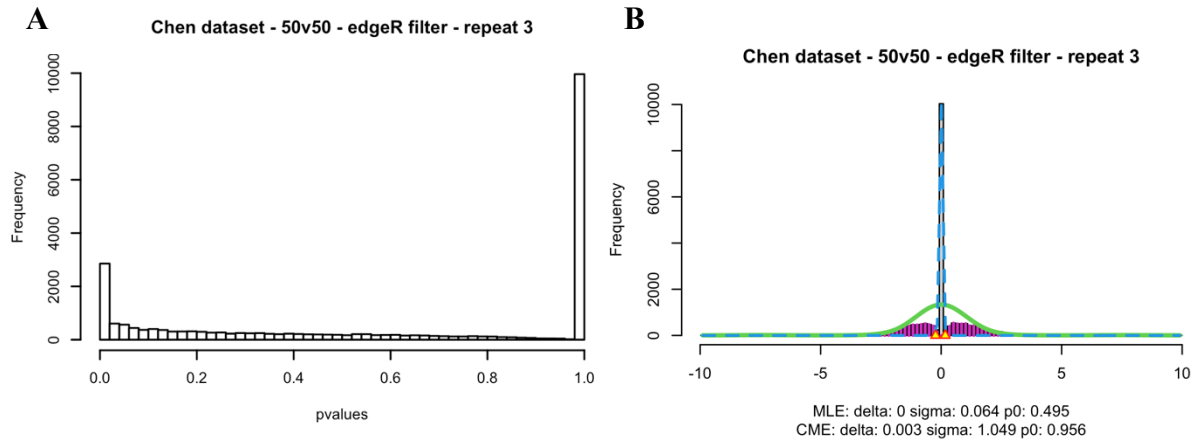 A
Chen dataset - 50v50 - edgeR filter - repeat 3
Frequency
10000
8000
6000
4000
2000
0
0.0 0.2 0.4 0.6 0.8 1.0
pvalues
B
Chen dataset - 50v50 - edgeR filter - repeat 3
Frequency
10000
6000
2000
0
-10 -5 0 5 10
MLE: delta: 0 sigma: 0.064 p0: 0.495
CME: delta: 0.003 sigma: 1.049 p0: 0.956